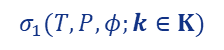 σ₁(T, P, ϕ; k ∈ K)